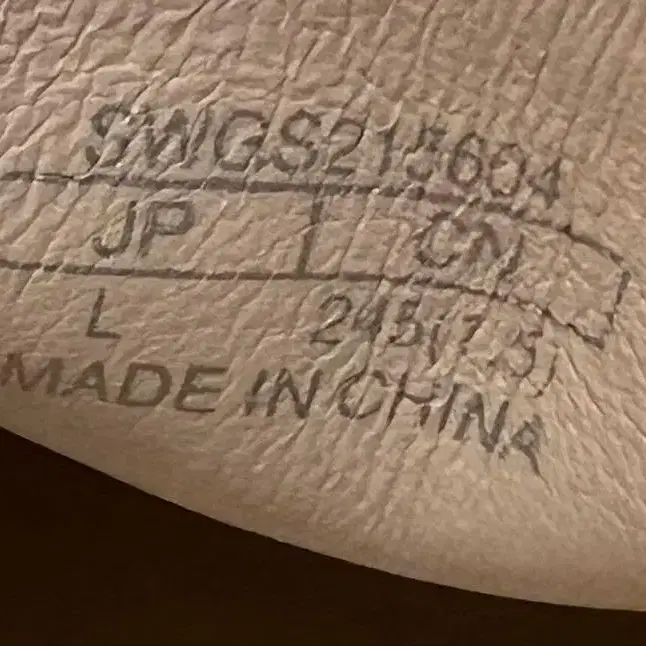 SWGS215604
JP CN
L 245(7.5)
MADE IN CHINA